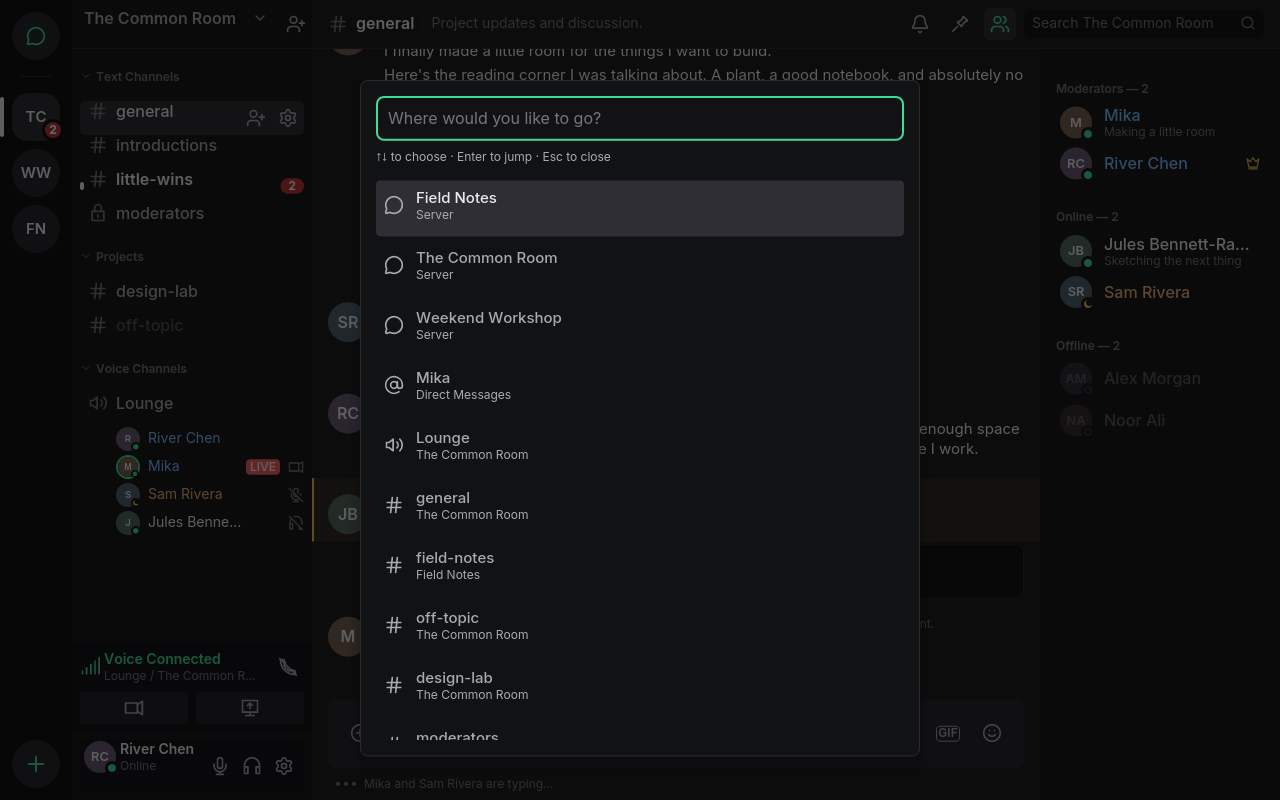 The Common Room
general
Project updates and discussion.
Search The Common Room
TC
2
WW
FN
Text Channels
general
introductions
little-wins
2
moderators
Projects
design-lab
off-topic
Voice Channels
Lounge
R
River Chen
M
Mika
LIVE
S
Sam Rivera
J
Jules Benne...
Voice Connected
Lounge / The Common R...
RC
River Chen
Online
I finally made a little room for the things I want to build.
Here's the reading corner I was talking about. A plant, a good notebook, and absolutely no
SR
RC
enough space
e I work.
JB
M
nt.
GIF
Mika and Sam Rivera are typing...
Where would you like to go?
↑↓ to choose · Enter to jump · Esc to close
Field Notes
Server
The Common Room
Server
Weekend Workshop
Server
Mika
Direct Messages
Lounge
The Common Room
general
The Common Room
field-notes
Field Notes
off-topic
The Common Room
design-lab
The Common Room
moderators
Moderators — 2
M
Mika
Making a little room
RC
River Chen
Online — 2
JB
Jules Bennett-Ra...
Sketching the next thing
SR
Sam Rivera
Offline — 2
AM
Alex Morgan
NA
Noor Ali